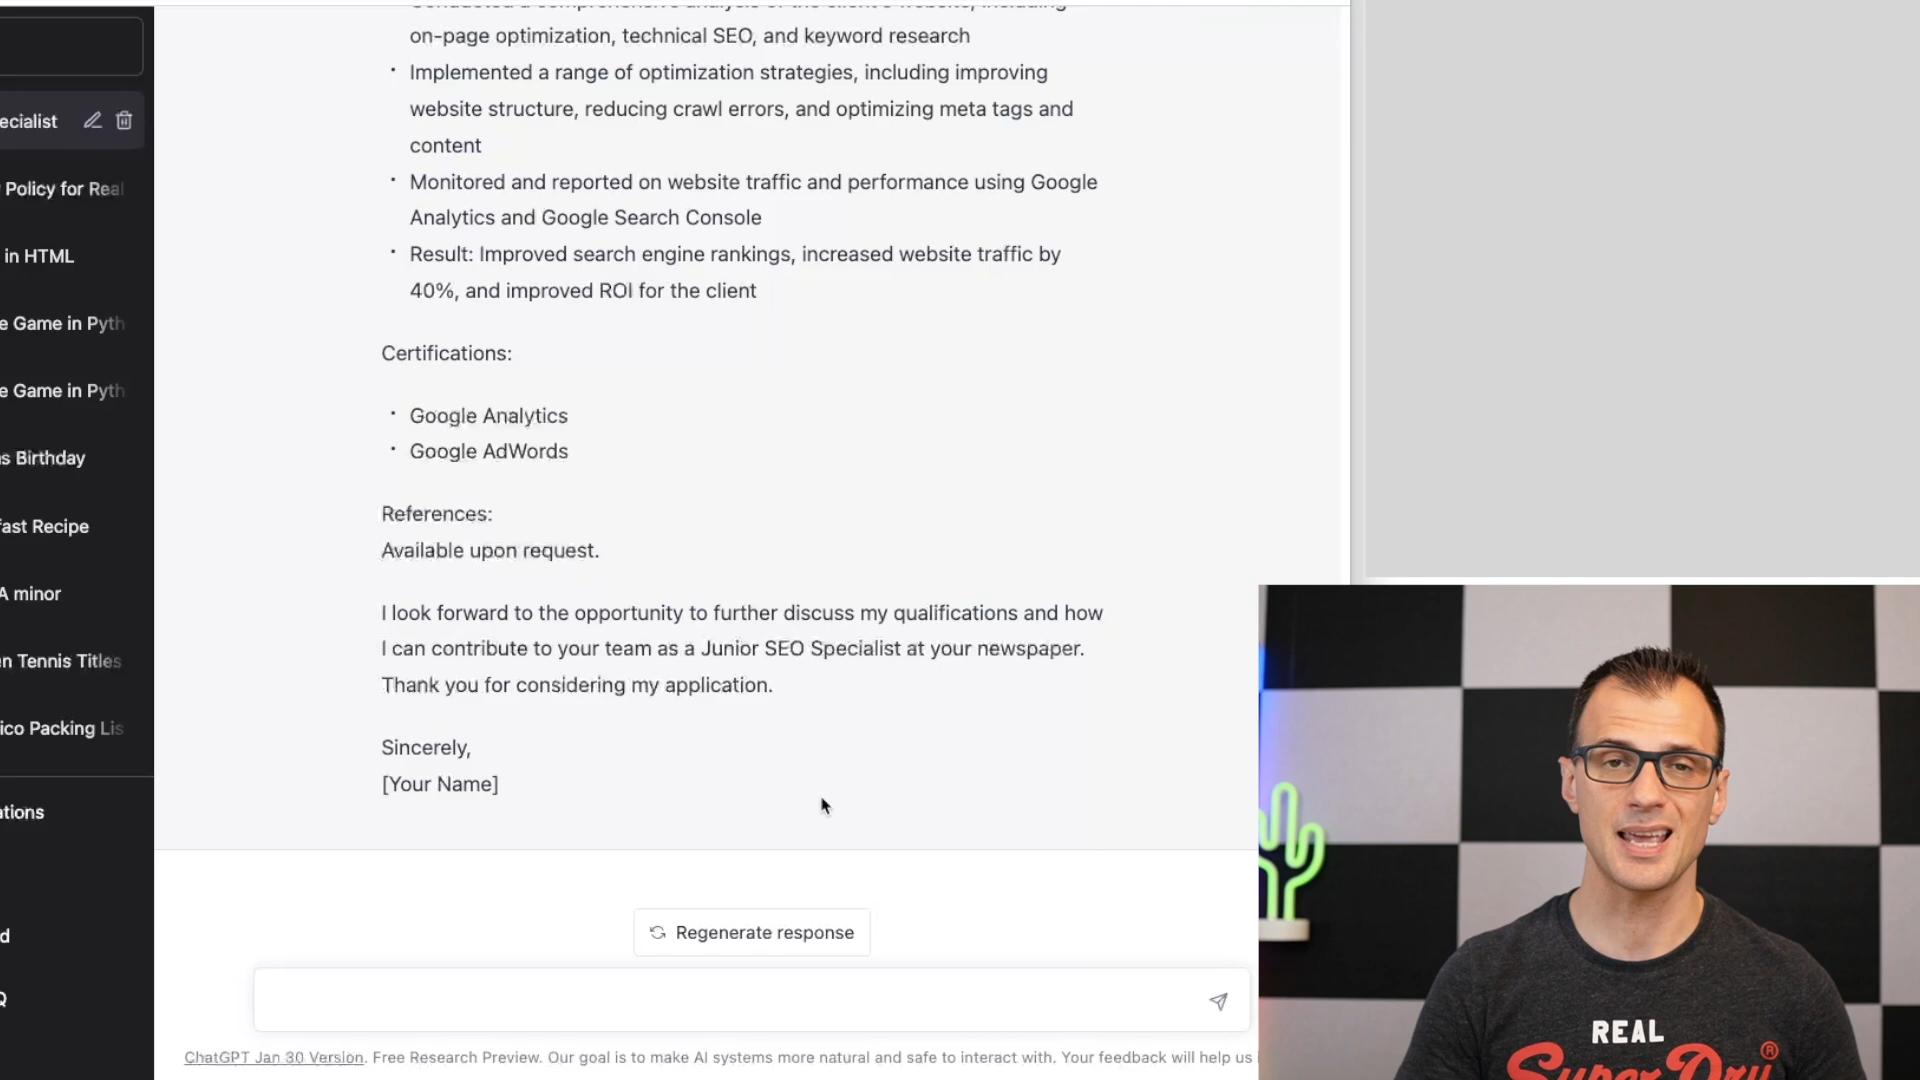 on-page optimization, technical SEO, and keyword research
Implemented a range of optimization strategies, including improving
website structure, reducing crawl errors, and optimizing meta tags and
content
Monitored and reported on website traffic and performance using Google
Analytics and Google Search Console
Result: Improved search engine rankings, increased website traffic by
40%, and improved ROI for the client
Certifications:
Google Analytics
Google AdWords
References:
Available upon request.
I look forward to the opportunity to further discuss my qualifications and how
I can contribute to your team as a Junior SEO Specialist at your newspaper.
Thank you for considering my application.
Sincerely,
[Your Name]
Regenerate response
ChatGPT Jan 30 Version. Free Research Preview. Our goal is to make AI systems more natural and safe to interact with. Your feedback will help us
ecialist
Policy for Real
in HTML
e Game in Pyth
e Game in Pyth
s Birthday
fast Recipe
A minor
n Tennis Titles
ico Packing Lis
ations
d
Q
REAL
SuperDry®